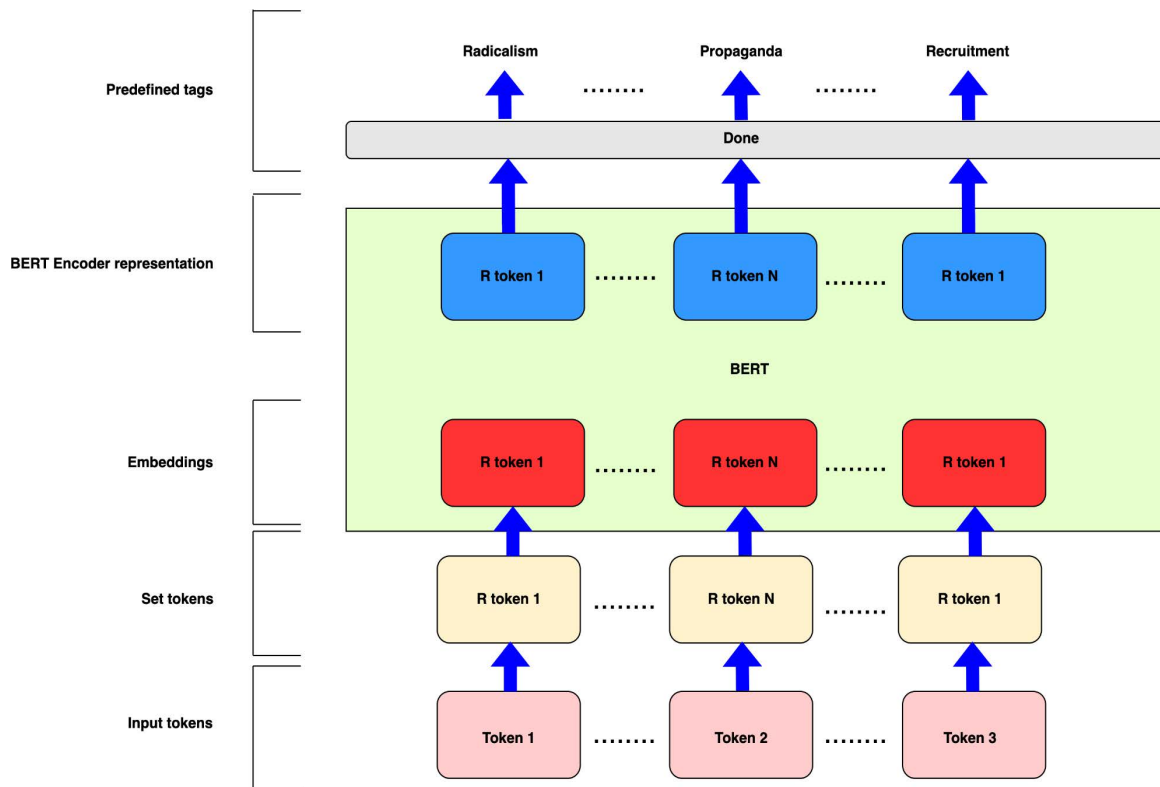 Radicalism Propaganda Recruitment
Predefined tags
Done
BERT Encoder representation
R token 1 R token N R token 1
BERT
Embeddings
R token 1 R token N R token 1
Set tokens
R token 1 R token N R token 1
Input tokens
Token 1 Token 2 Token 3